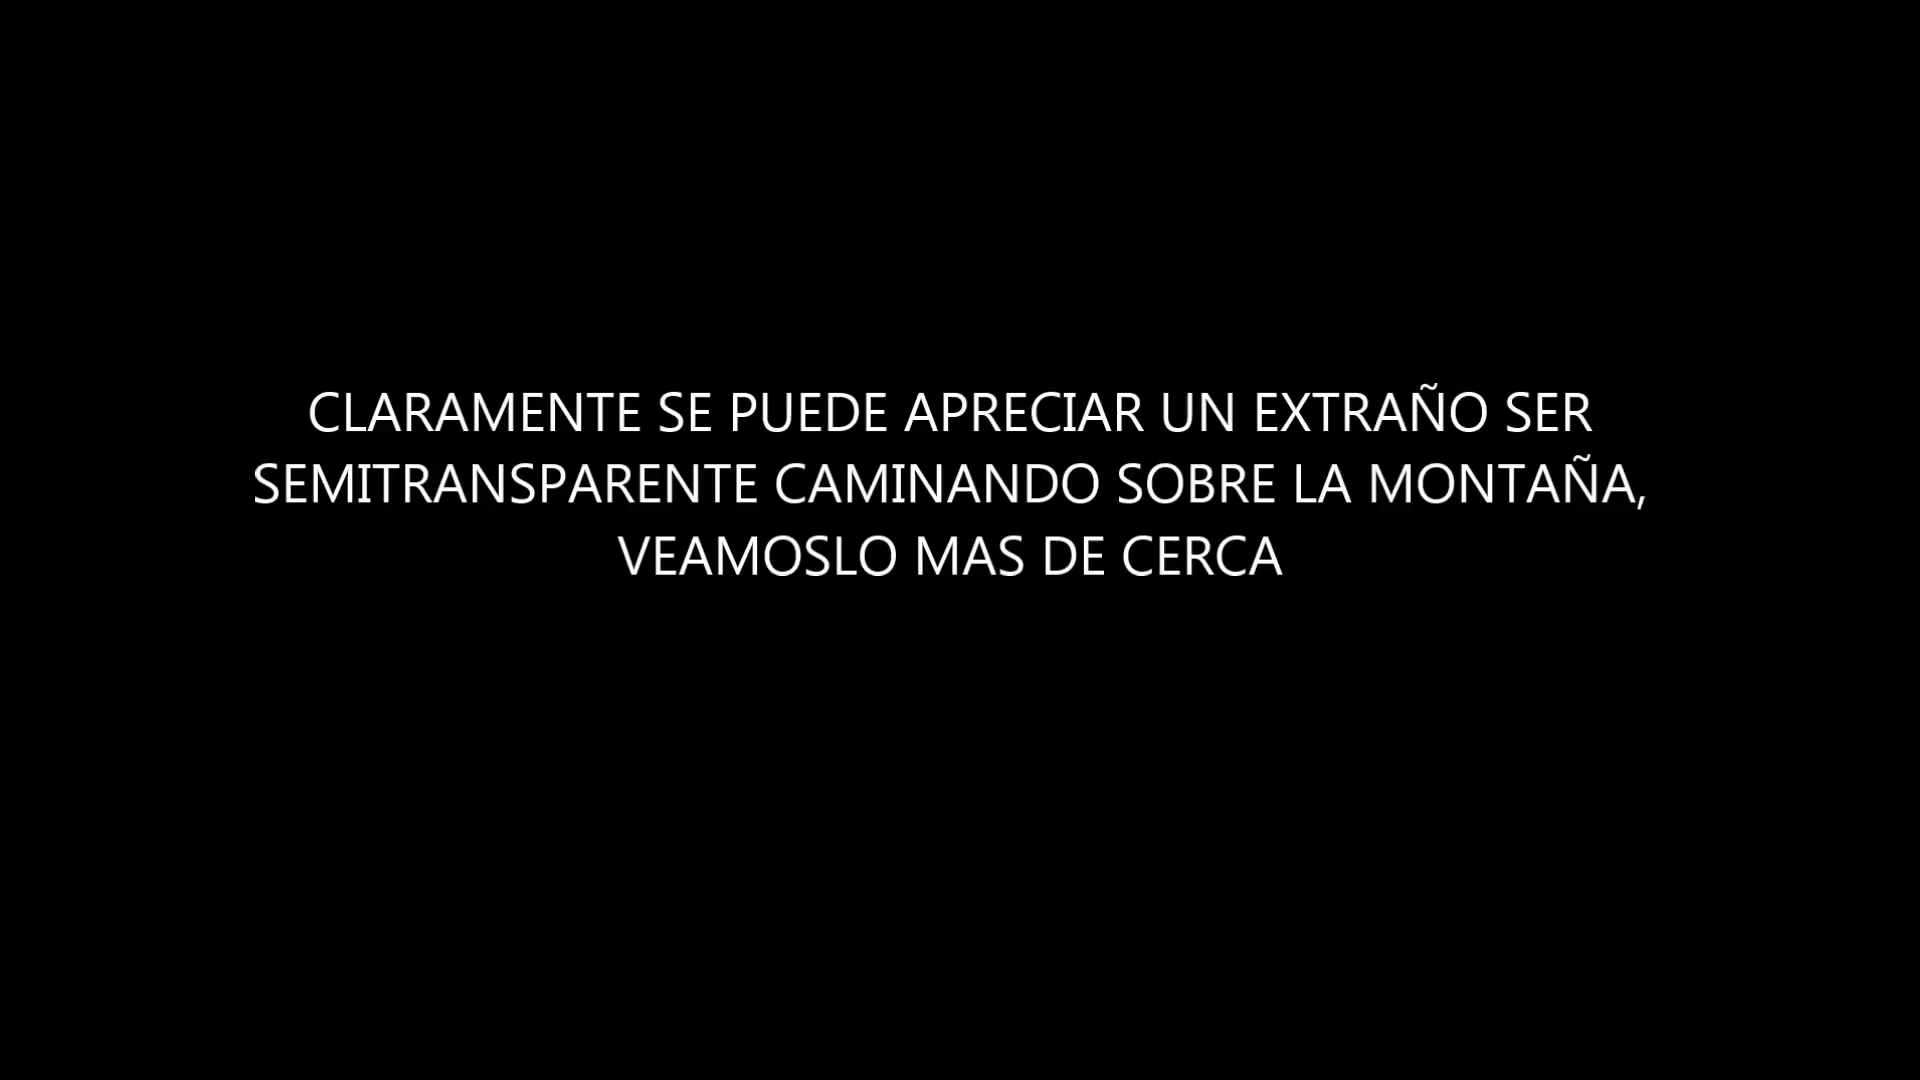 CLARAMENTE SE PUEDE APRECIAR UN EXTRAÑO SER
SEMITRANSPARENTE CAMINANDO SOBRE LA MONTAÑA,
VEAMOSLO MAS DE CERCA